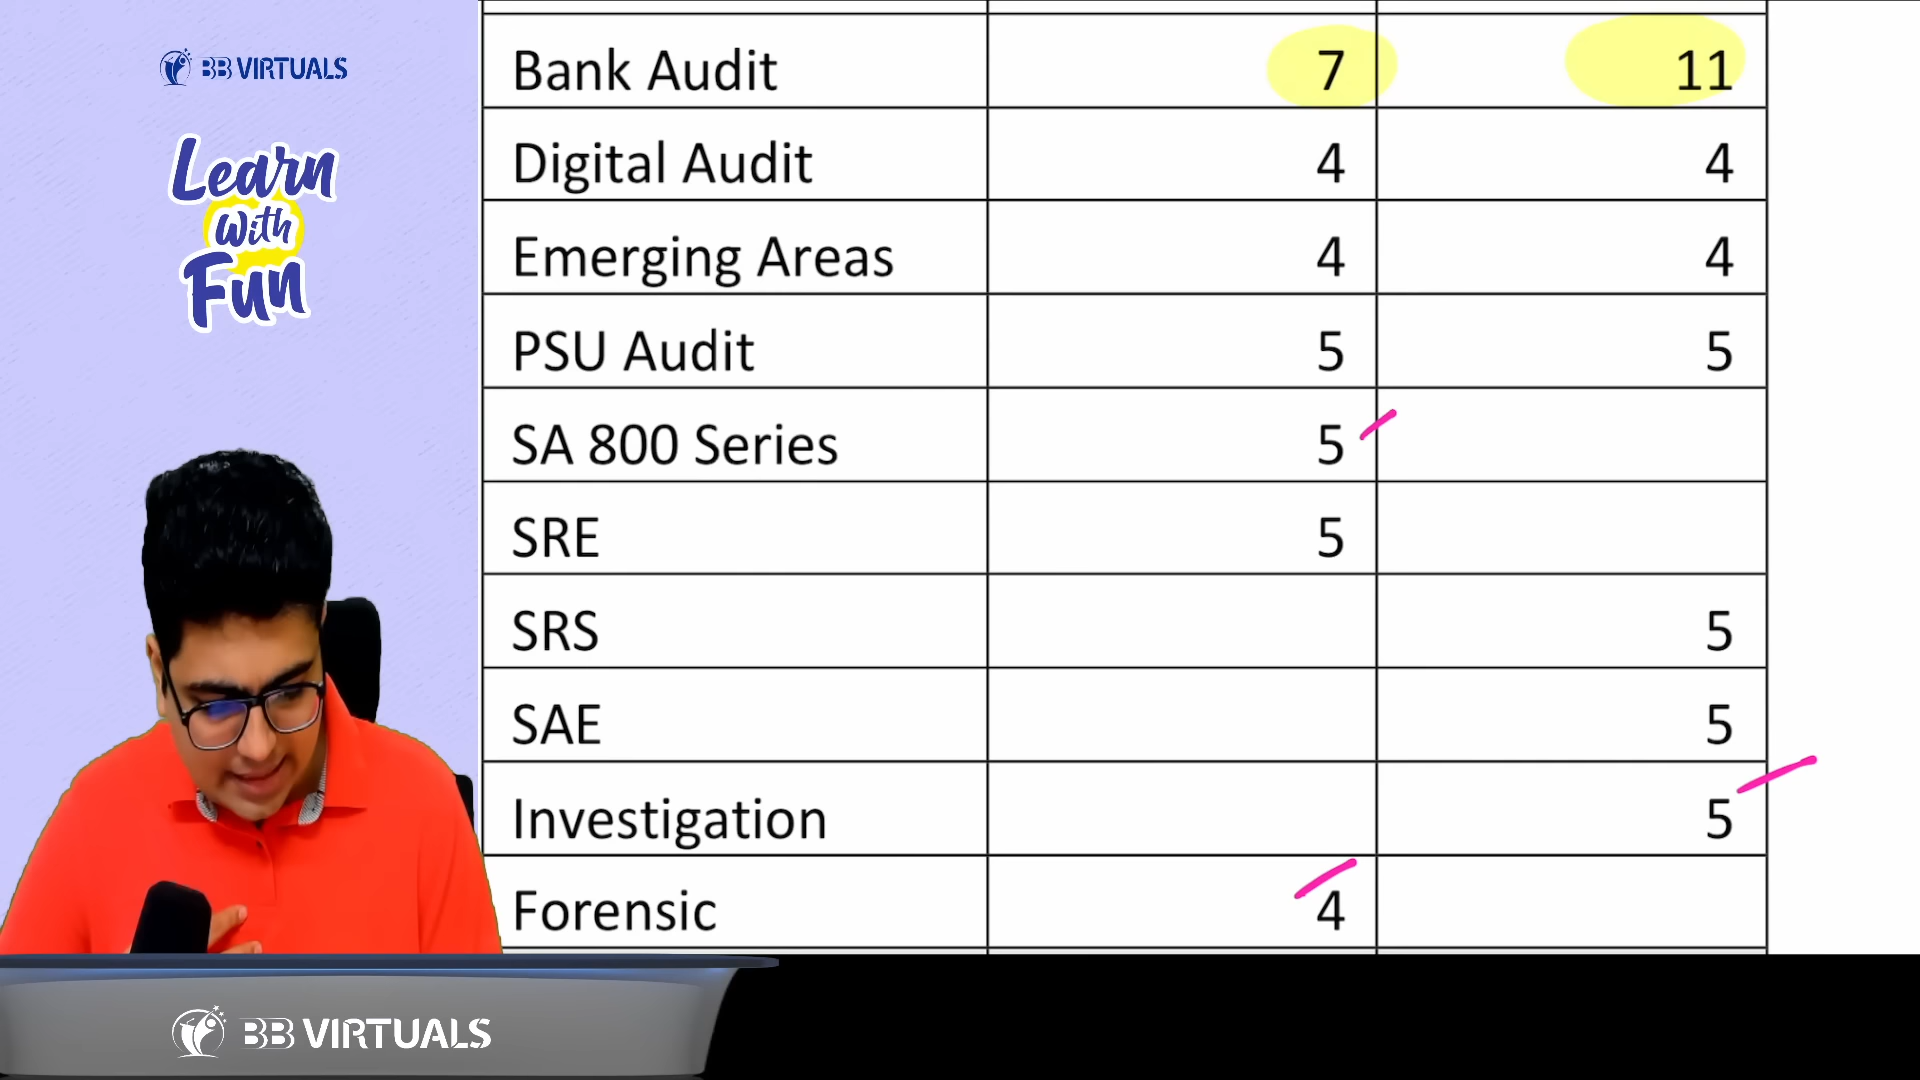 BB VIRTUALS
Learn
With
Fun
Bank Audit 7 11
Digital Audit 4 4
Emerging Areas 4 4
PSU Audit 5 5
SA 800 Series 5
SRE 5
SRS 5
SAE 5
Investigation 5
Forensic 4
BB VIRTUALS